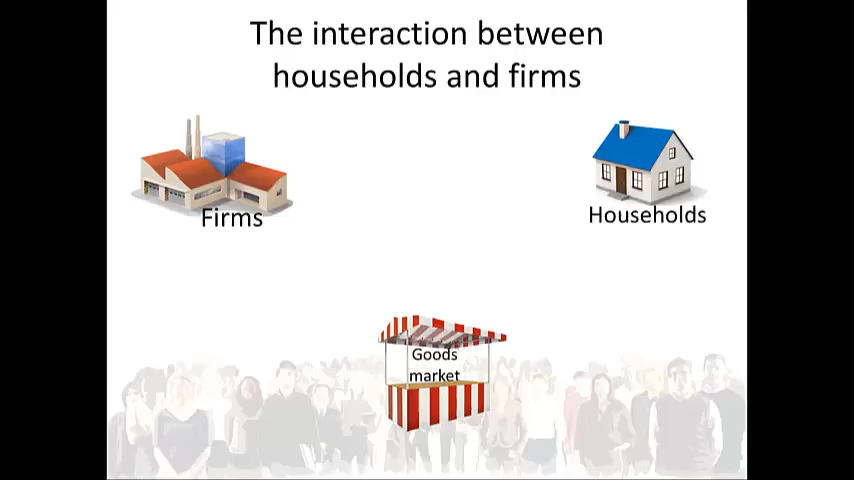 The interaction between
households and firms
Firms
Households
Goods
market